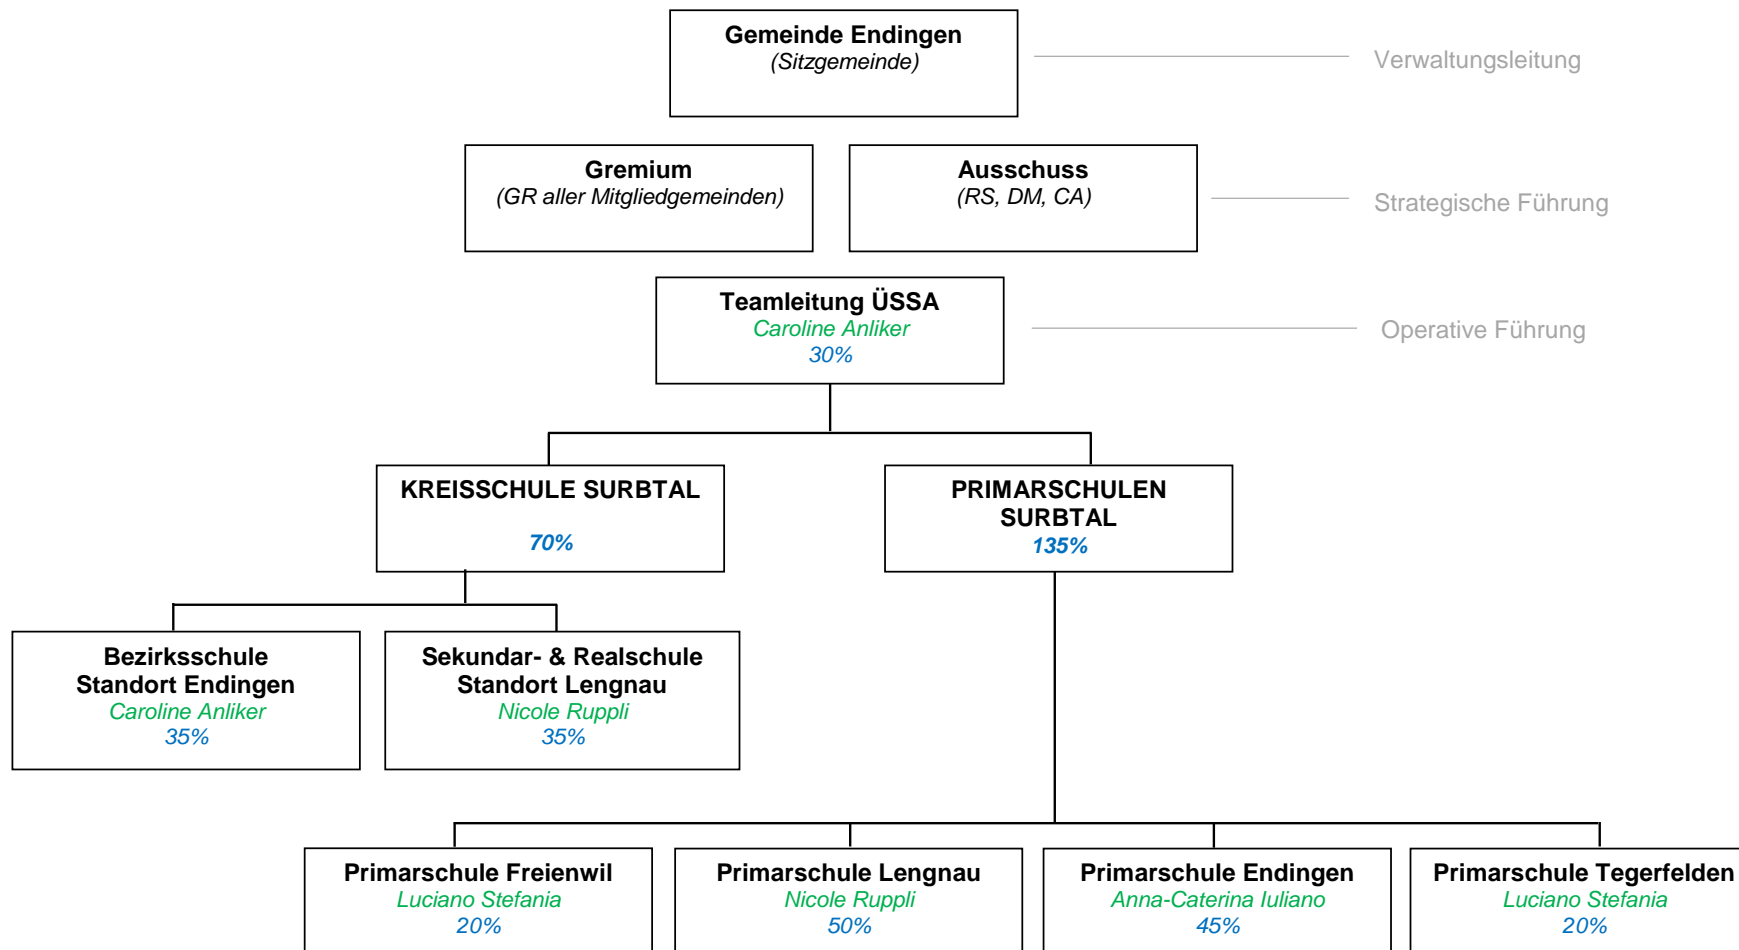 Gemeinde Endingen
(Sitzgemeinde)
Verwaltungsleitung
Gremium
(GR aller Mitgliedgemeinden)
Ausschuss
(RS, DM, CA)
Strategische Führung
Teamleitung ÜSSA
Caroline Anliker
30%
Operative Führung
KREISSCHULE SURBTAL
70%
PRIMARSCHULEN
SURBTAL
135%
Bezirksschule
Standort Endingen
Caroline Anliker
35%
Sekundar- & Realschule
Standort Lengnau
Nicole Ruppli
35%
Primarschule Freienwil
Luciano Stefania
20%
Primarschule Lengnau
Nicole Ruppli
50%
Primarschule Endingen
Anna-Caterina Iuliano
45%
Primarschule Tegerfelden
Luciano Stefania
20%